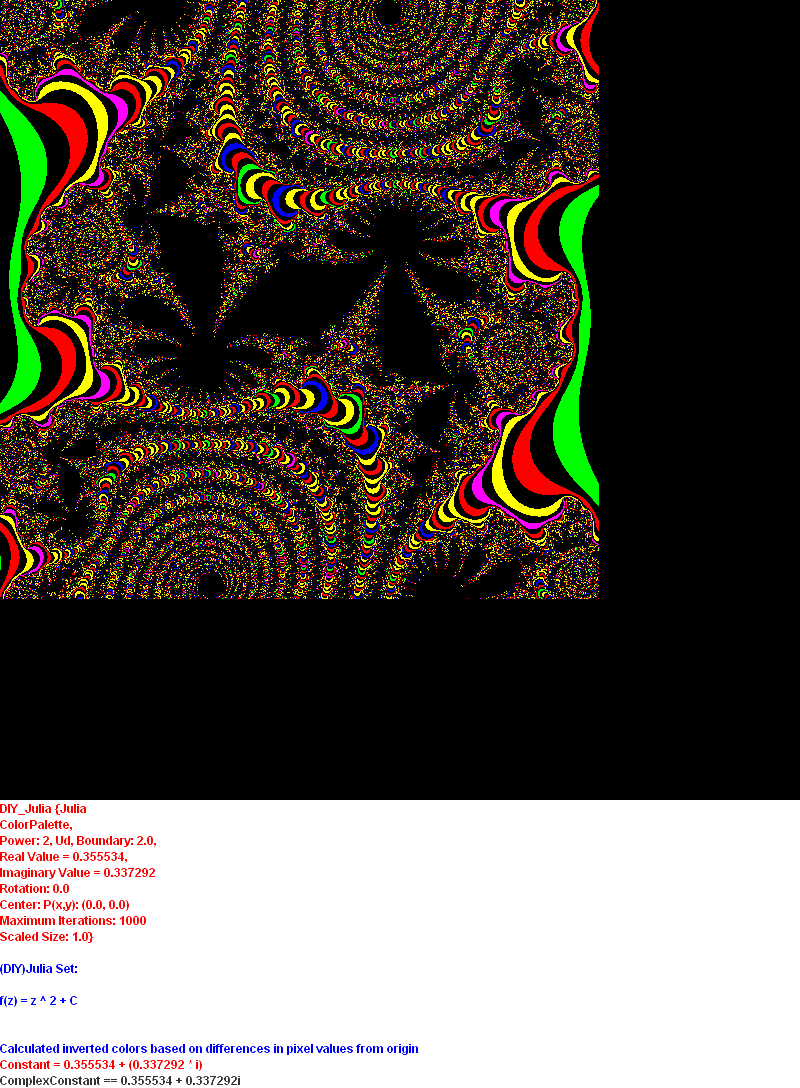 DIY_Julia {Julia
ColorPalette,
Power: 2, Ud, Boundary: 2.0,
Real Value = 0.355534,
Imaginary Value = 0.337292
Rotation: 0.0
Center: P(x,y): (0.0, 0.0)
Maximum Iterations: 1000
Scaled Size: 1.0}
(DIY)Julia Set:
f(z) = z ^ 2 + C
Calculated inverted colors based on differences in pixel values from origin
Constant = 0.355534 + (0.337292 * i)
ComplexConstant == 0.355534 + 0.337292i